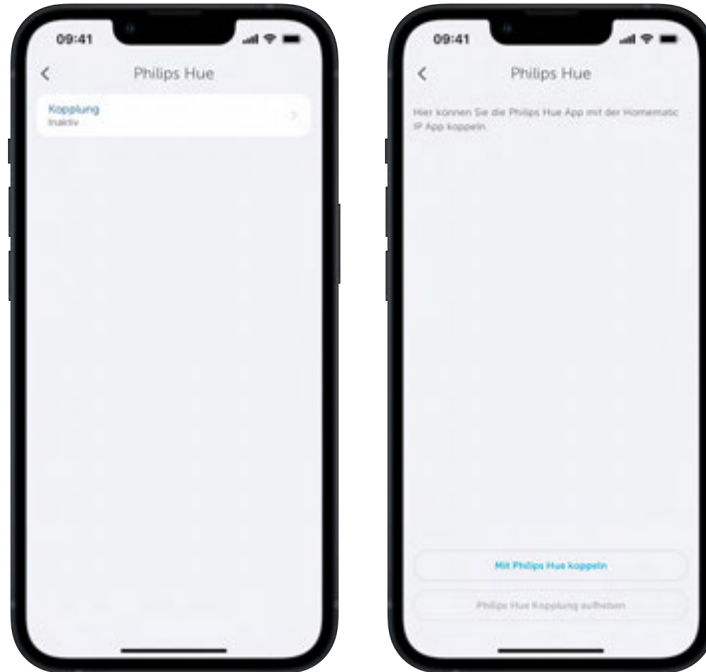 09:41
Philips Hue
Kopplung
Inaktiv
09:41
Philips Hue
Hier können Sie die Philips Hue App mit der Homematic
IP App koppeln.
Mit Philips Hue koppeln
Philips Hue Kopplung aufheben